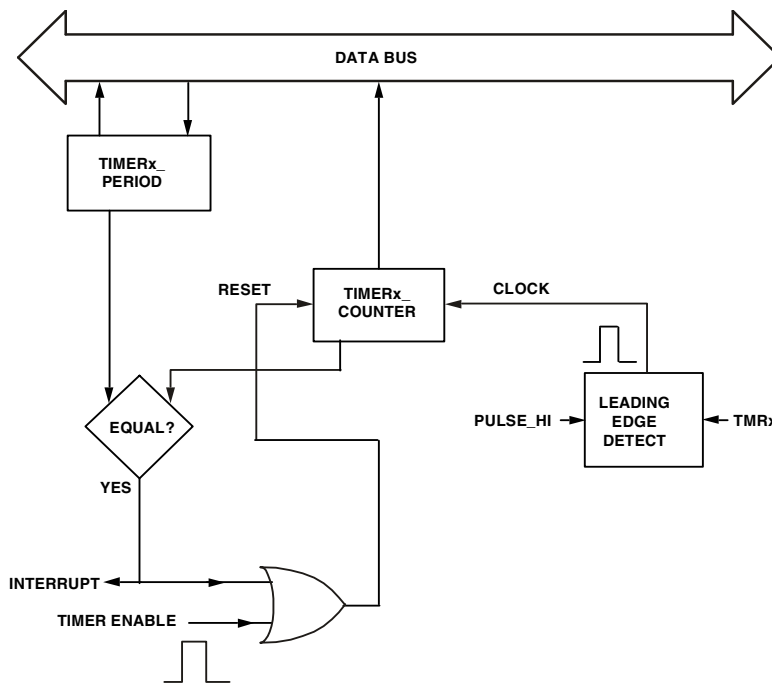 DATA BUS
TIMERx_
PERIOD
RESET
TIMERx_
COUNTER
CLOCK
EQUAL?
PULSE_HI
LEADING
EDGE
DETECT
TMRx
YES
INTERRUPT
TIMER ENABLE